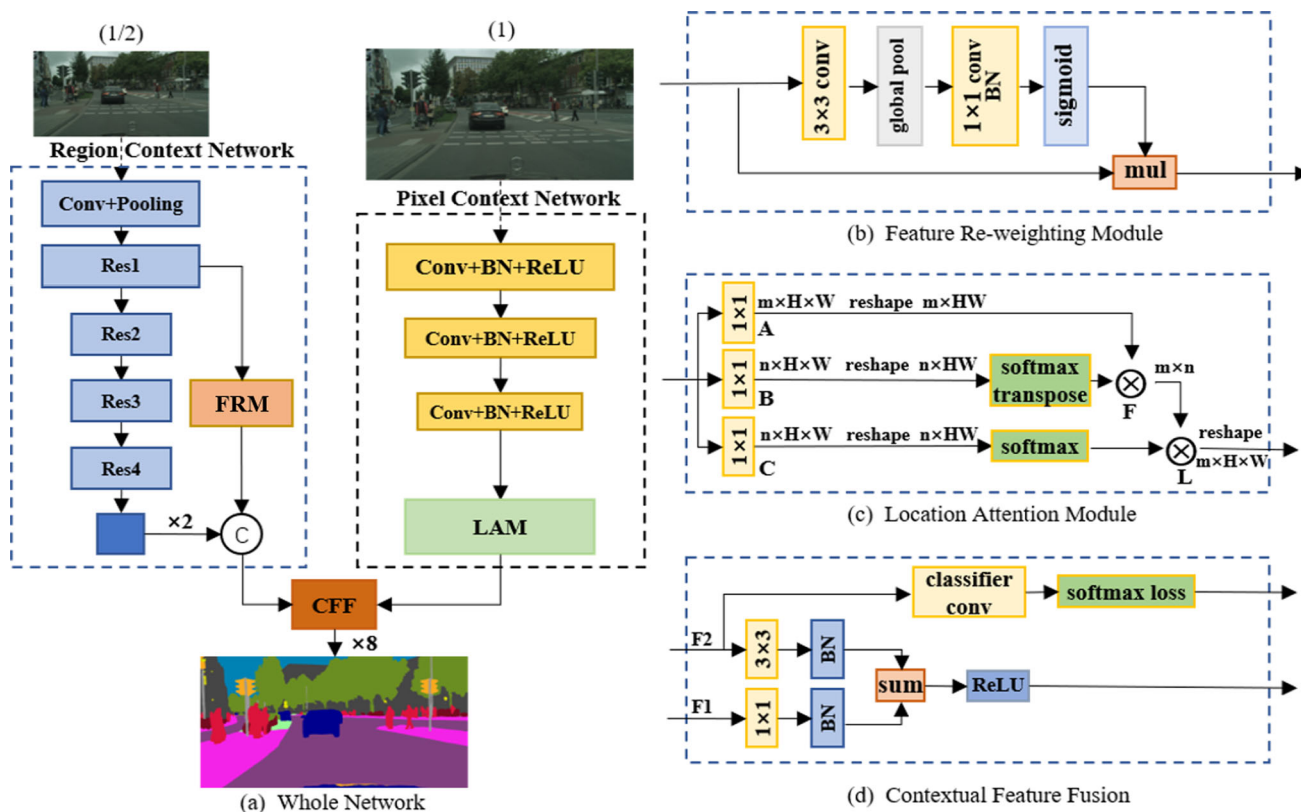 (1/2)
Region Context Network
Conv+Pooling
Res1
Res2
Res3
Res4
FRM
×2
C
(1)
Pixel Context Network
Conv+BN+ReLU
Conv+BN+ReLU
Conv+BN+ReLU
LAM
CFF
×8
(a) Whole Network
3×3 conv
global pool
1×1 conv
BN
sigmoid
mul
(b) Feature Re-weighting Module
1×1
A
m×H×W reshape m×HW
1×1
B
n×H×W reshape n×HW
softmax
transpose
F
m×n
1×1
C
n×H×W reshape n×HW
softmax
L
reshape
m×H×W
(c) Location Attention Module
classifier
conv
softmax loss
F2
3×3
BN
sum
ReLU
F1
1×1
BN
(d) Contextual Feature Fusion